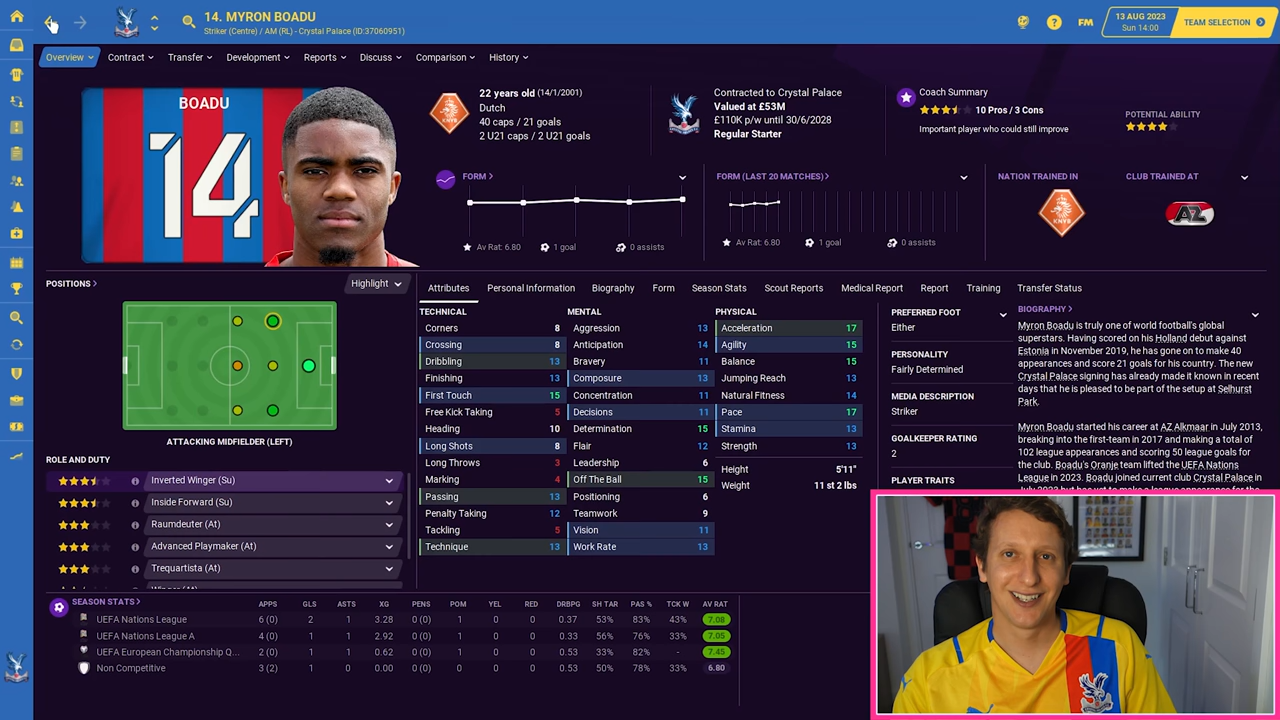 14. MYRON BOADU
Striker (Centre) / AM (RL) - Crystal Palace (ID:37060951)
FM
13 AUG 2023
Sun 14:00
TEAM SELECTION
Overview
Contract
Transfer
Development
Reports
Discuss
Comparison
History
BOADU
14
KNVB
22 years old (14/1/2001)
Dutch
40 caps / 21 goals
2 U21 caps / 2 U21 goals
Contracted to Crystal Palace
Valued at £53M
£110K p/w until 30/6/2028
Regular Starter
Coach Summary
10 Pros / 3 Cons
Important player who could still improve
POTENTIAL ABILITY
FORM
Av Rat: 6.80 1 goal 0 assists
FORM (LAST 20 MATCHES)
Av Rat: 6.80 1 goal 0 assists
NATION TRAINED IN
KNVB
CLUB TRAINED AT
AZ
POSITIONS
Highlight
ATTACKING MIDFIELDER (LEFT)
ROLE AND DUTY
Inverted Winger (Su)
Inside Forward (Su)
Raumdeuter (At)
Advanced Playmaker (At)
Trequartista (At)
Attributes
Personal Information
Biography
Form
Season Stats
Scout Reports
Medical Report
Report
Training
Transfer Status
TECHNICAL
Corners 8
Crossing 8
Dribbling 13
Finishing 13
First Touch 15
Free Kick Taking 5
Heading 10
Long Shots 8
Long Throws 3
Marking 4
Passing 13
Penalty Taking 12
Tackling 5
Technique 13
MENTAL
Aggression 13
Anticipation 14
Bravery 11
Composure 13
Concentration 11
Decisions 11
Determination 15
Flair 12
Leadership 6
Off The Ball 15
Positioning 6
Teamwork 9
Vision 11
Work Rate 13
PHYSICAL
Acceleration 17
Agility 15
Balance 15
Jumping Reach 13
Natural Fitness 14
Pace 17
Stamina 13
Strength 13
Height 5'11"
Weight 11 st 2 lbs
PREFERRED FOOT
Either
PERSONALITY
Fairly Determined
MEDIA DESCRIPTION
Striker
GOALKEEPER RATING
2
PLAYER TRAITS
BIOGRAPHY
Myron Boadu is truly one of world football's global
superstars. Having scored on his Holland debut against
Estonia in November 2019, he has gone on to make 40
appearances and score 21 goals for his country. The new
Crystal Palace signing has already made it known in recent
days that he is pleased to be part of the setup at Selhurst
Park.
Myron Boadu started his career at AZ Alkmaar in July 2013,
breaking into the first-team in 2017 and making a total of
102 league appearances and scoring 50 league goals for
the club. Boadu's Oranje team lifted the UEFA Nations
League in 2023. Boadu joined current club Crystal Palace in
SEASON STATS
APPS GLS ASTS XG PENS POM YEL RED DRBPG SH TAR PAS % TCK W AV RAT
UEFA Nations League 6 (0) 2 1 3.28 0 (0) 1 0 0 0.37 53% 83% 43% 7.08
UEFA Nations League A 4 (0) 1 1 2.92 0 (0) 1 0 0 0.33 56% 76% 33% 7.05
UEFA European Championship Q... 2 (0) 1 1 0.62 0 (0) 0 0 0 0.53 33% 82% - 7.45
Non Competitive 3 (2) 1 0 0.00 0 (0) 0 0 0 0.53 50% 78% 33% 6.80